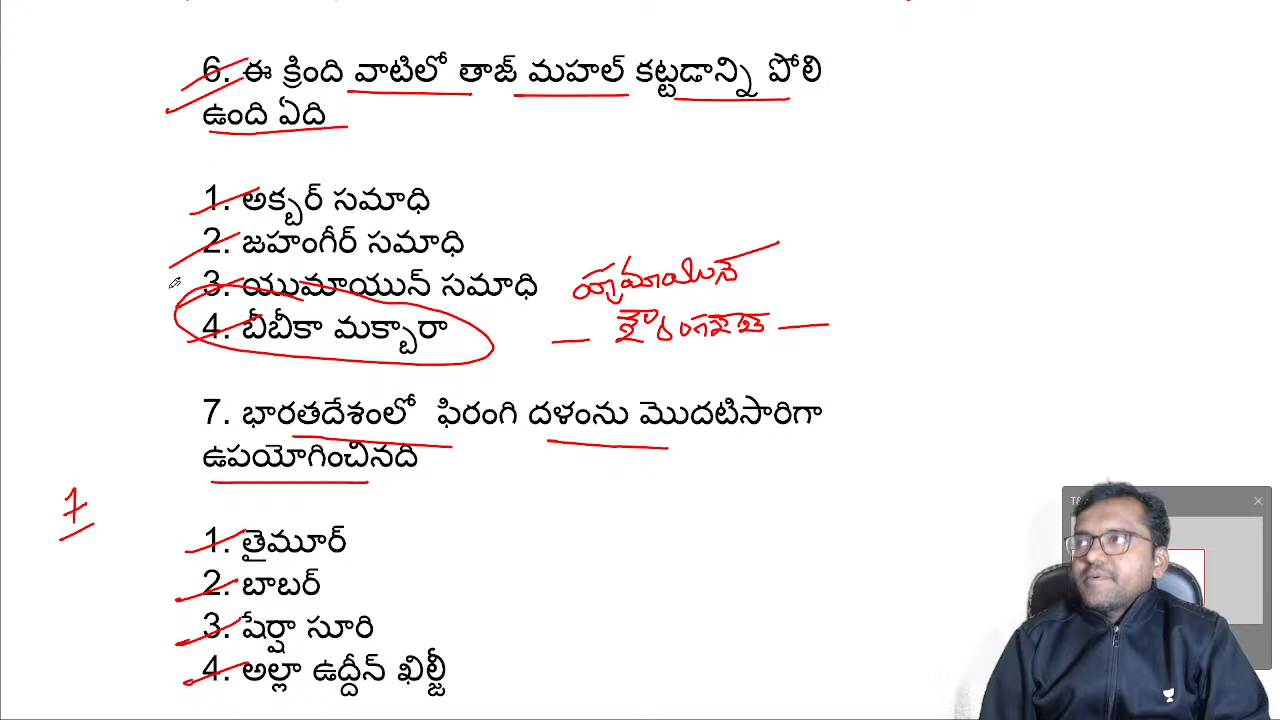 6. ఈ క్రింది వాటిలో తాజ్ మహల్ కట్టడాన్ని పోలి
ఉంది ఏది
1. అక్బర్ సమాధి
2. జహంగీర్ సమాధి
3. యుమాయున్ సమాధి
4. బీబీకా మక్బారా
7. భారతదేశంలో ఫిరంగి దళంను మొదటిసారిగా
ఉపయోగించినది
1. తైమూర్
2. బాబర్
3. షేర్షా సూరి
4. అల్లా ఉద్దీన్ ఖిల్జీ